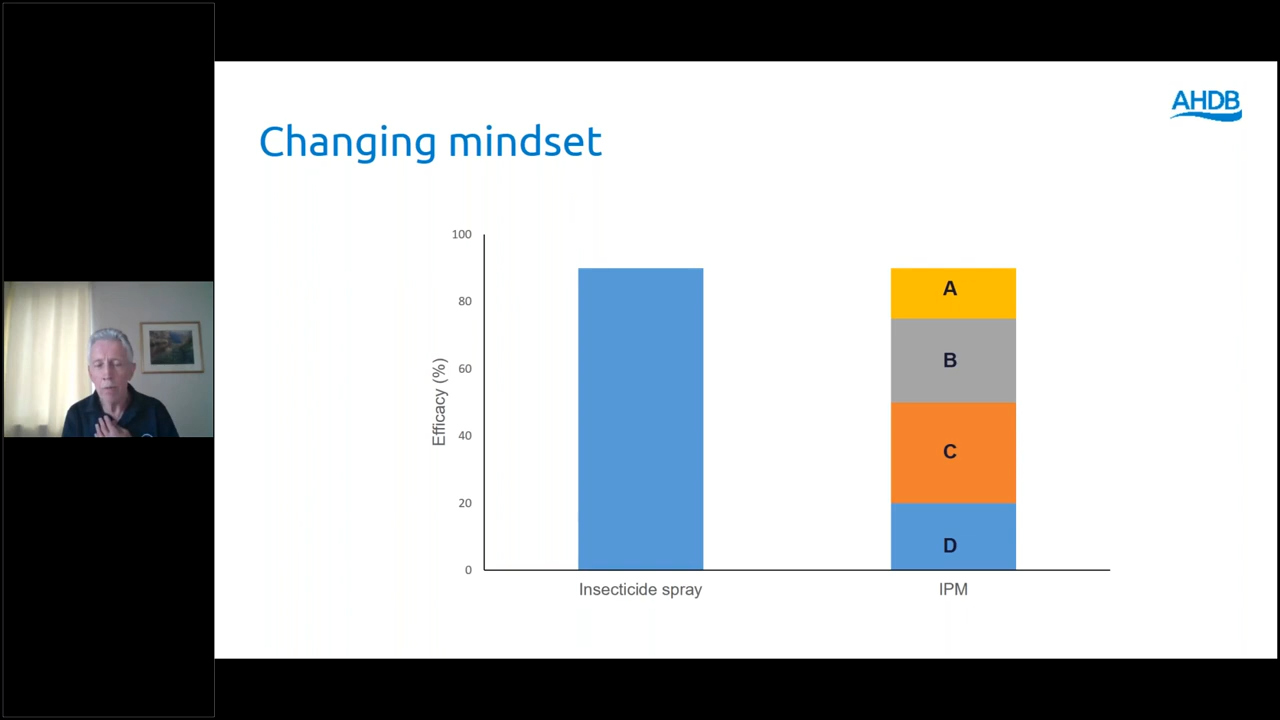 AHDB
Changing mindset
Efficacy (%)
100
80
60
40
20
0
A
B
C
D
Insecticide spray
IPM